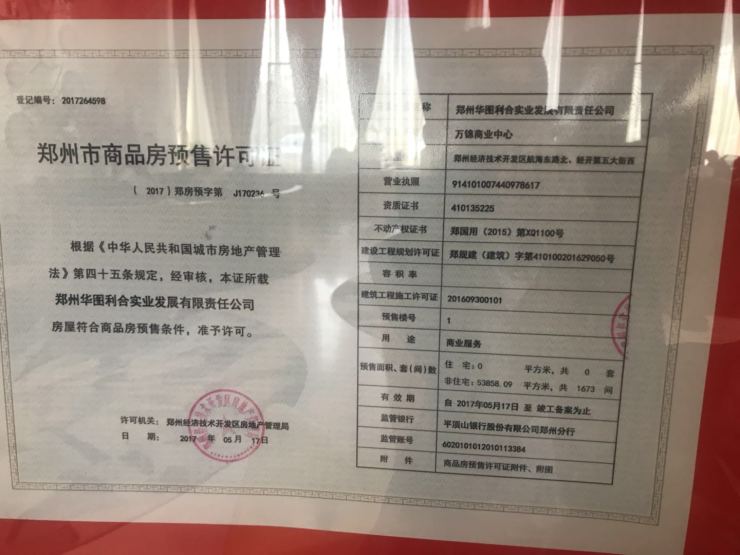 登记编号: 2017264598
郑州市商品房预售许可证
( 2017 ) 郑房预字第 J170236 号
根据《中华人民共和国城市房地产管理
法》第四十五条规定,经审核,本证所载
郑州华图利合实业发展有限责任公司
房屋符合商品房预售条件,准予许可。
许可机关: 郑州经济技术开发区房地产管理局
日 期: 2017 年 05 月 17日
名称 郑州华图利合实业发展有限责任公司
万锦商业中心
郑州经济技术开发区航海东路北、经开第五大街西
营业执照 914101007440978617
资质证书 410135225
不动产权证书 郑国用(2015)第XQ1100号
建设工程规划许可证 郑规建(建筑)字第410100201629050号
容积率
建筑工程施工许可证 201609300101
预售楼号 1
用 途 商业服务
预售面积、套(间)数 住 宅:0 平方米, 共 0 套
非住宅: 53858.09 平方米, 共 1673 间
有 效 期 自 2017年05月17日 至 竣工备案为止
监管银行 平顶山银行股份有限公司郑州分行
监管账号 6020101012010113384
附 件 商品房预售许可证附件、附图